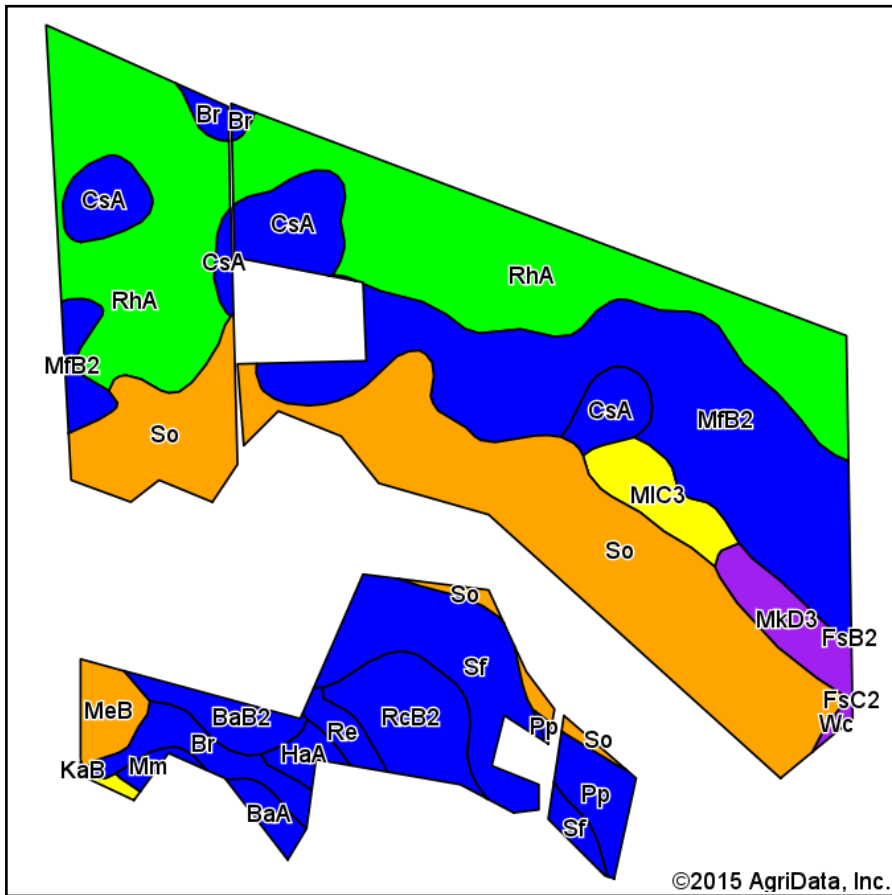 Br
Br
CsA
CsA
CsA
RhA
RhA
MfB2
CsA
MfB2
So
MlC3
So
MkD3
FsB2
FsC2
Wc
So
Sf
MeB
BaB2
RcB2
Re
Pp
So
Br
HaA
KaB
Mm
Pp
BaA
Sf
©2015 AgriData, Inc.